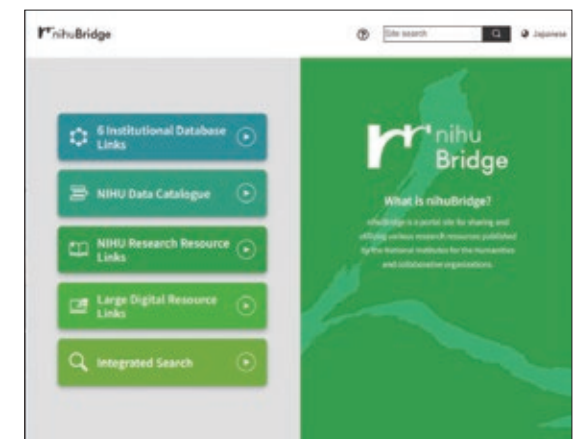 nihuBridge
?
Site search
Japanese
6 Institutional Database
Links
NIHU Data Catalogue
NIHU Research Resource
Links
Large Digital Resource
Links
Integrated Search
nihu
Bridge
What is nihuBridge?
nihuBridge is a portal site for sharing and
utilizing various research resources published
by the National Institutes for the Humanities
and collaborative organizations.